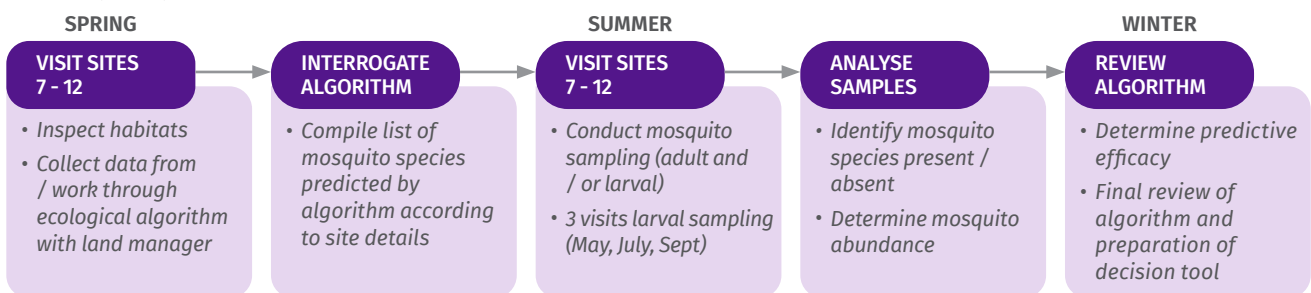 SPRING
VISIT SITES
7 - 12
• Inspect habitats
• Collect data from
/ work through
ecological algorithm
with land manager
INTERROGATE
ALGORITHM
• Compile list of
mosquito species
predicted by
algorithm according
to site details
SUMMER
VISIT SITES
7 - 12
• Conduct mosquito
sampling (adult and
/ or larval)
• 3 visits larval sampling
(May, July, Sept)
ANALYSE
SAMPLES
• Identify mosquito
species present /
absent
• Determine mosquito
abundance
WINTER
REVIEW
ALGORITHM
• Determine predictive
efficacy
• Final review of
algorithm and
preparation of
decision tool